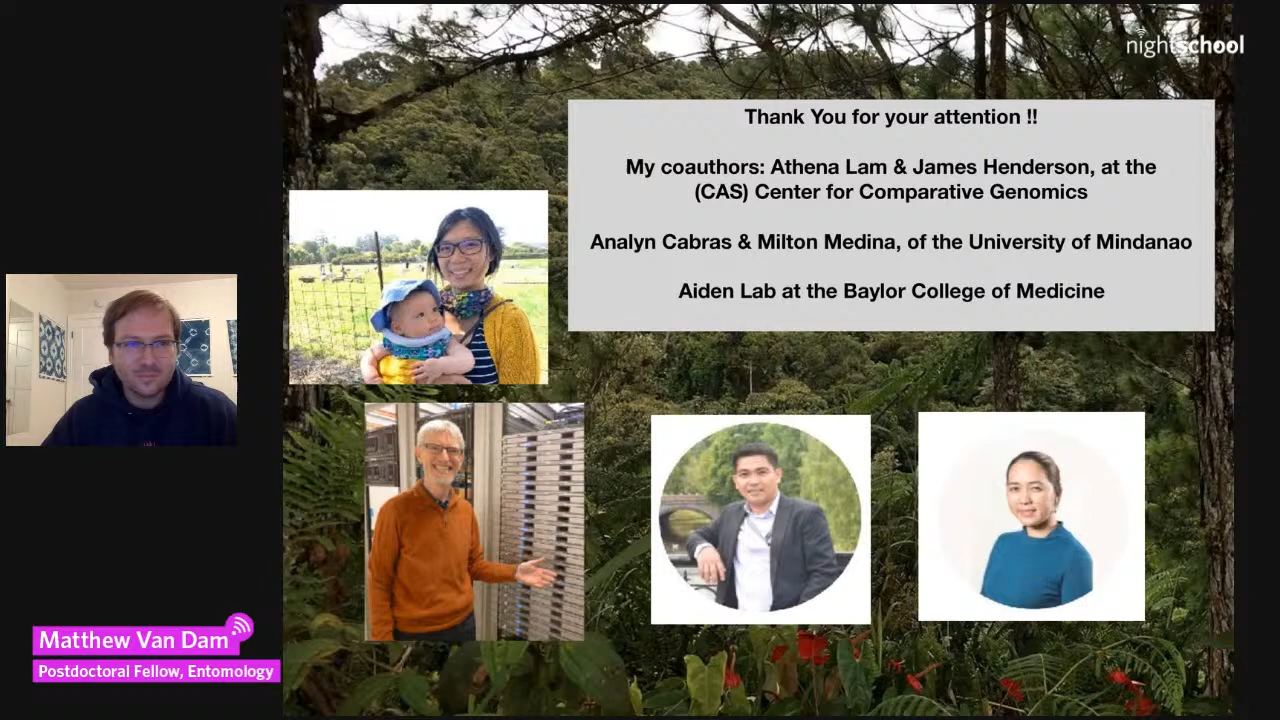 nightschool
Thank You for your attention !!
My coauthors: Athena Lam & James Henderson, at the
(CAS) Center for Comparative Genomics
Analyn Cabras & Milton Medina, of the University of Mindanao
Aiden Lab at the Baylor College of Medicine
Matthew Van Dam
Postdoctoral Fellow, Entomology